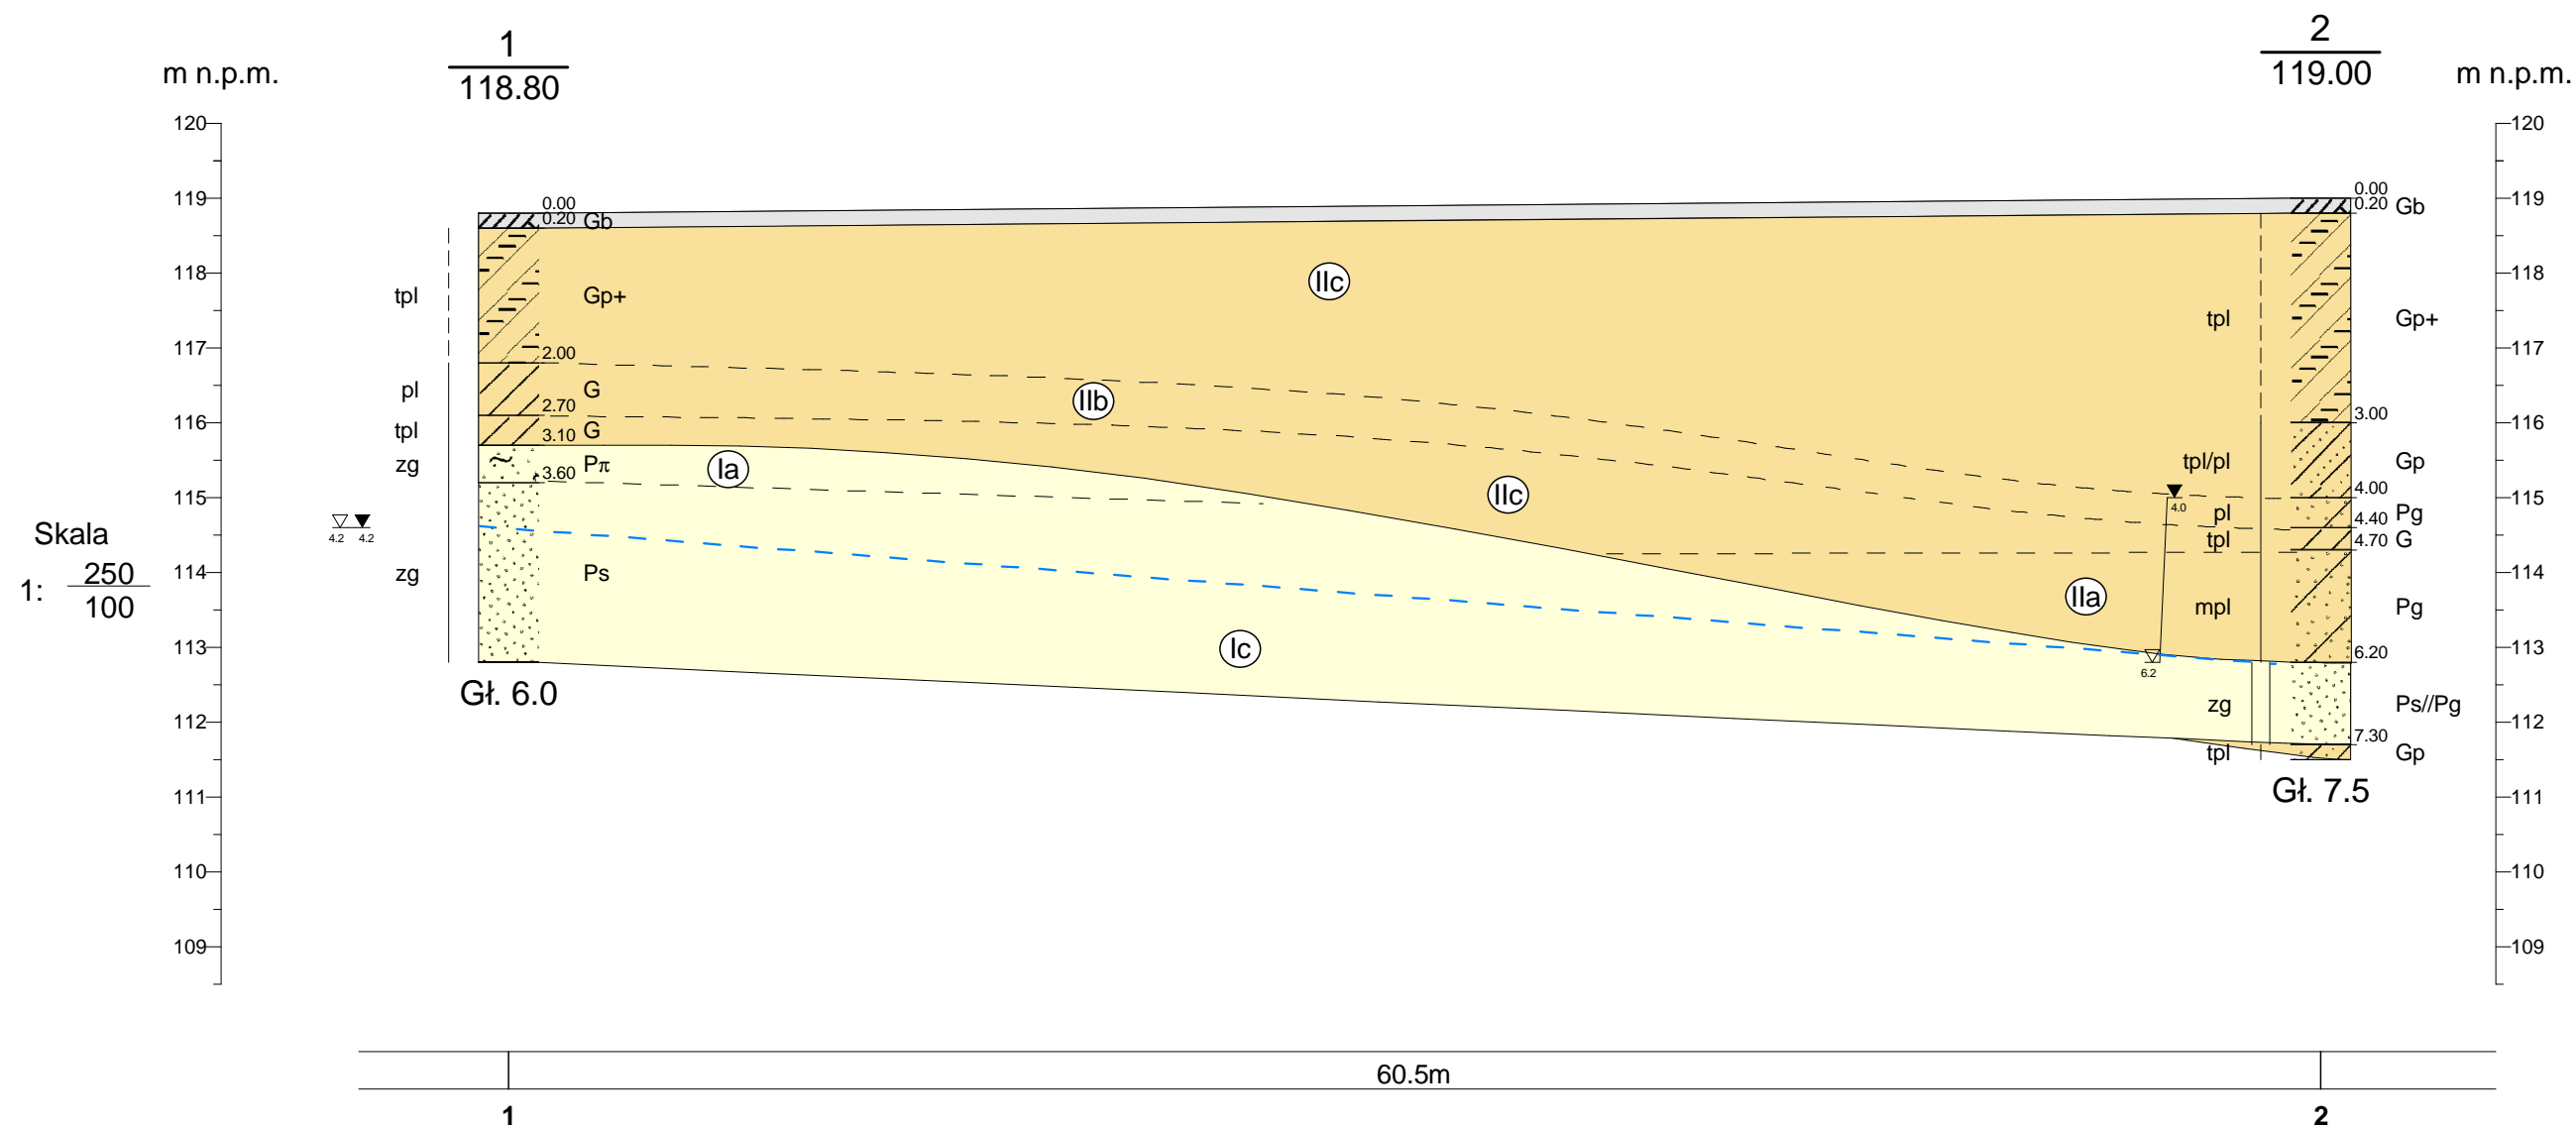 1
118.80
2
119.00
m n.p.m.
m n.p.m.
120
119
118
117
116
115
114
113
112
111
110
109
120
119
118
117
116
115
114
113
112
111
110
109
Skala
1: 250
100
0.00
0.20 Gb
tpl Gp+
2.00
pl G
2.70
tpl G
3.10
zg Pπ
3.60
4.2 4.2
zg Ps
Gł. 6.0
IIc
IIb
Ia
IIc
IIa
Ic
0.00
0.20 Gb
tpl Gp+
3.00
tpl/pl Gp
4.00
4.0
pl Pg
4.40
tpl G
4.70
mpl Pg
6.20
6.2
zg Ps//Pg
7.30
tpl Gp
Gł. 7.5
60.5m
1
2